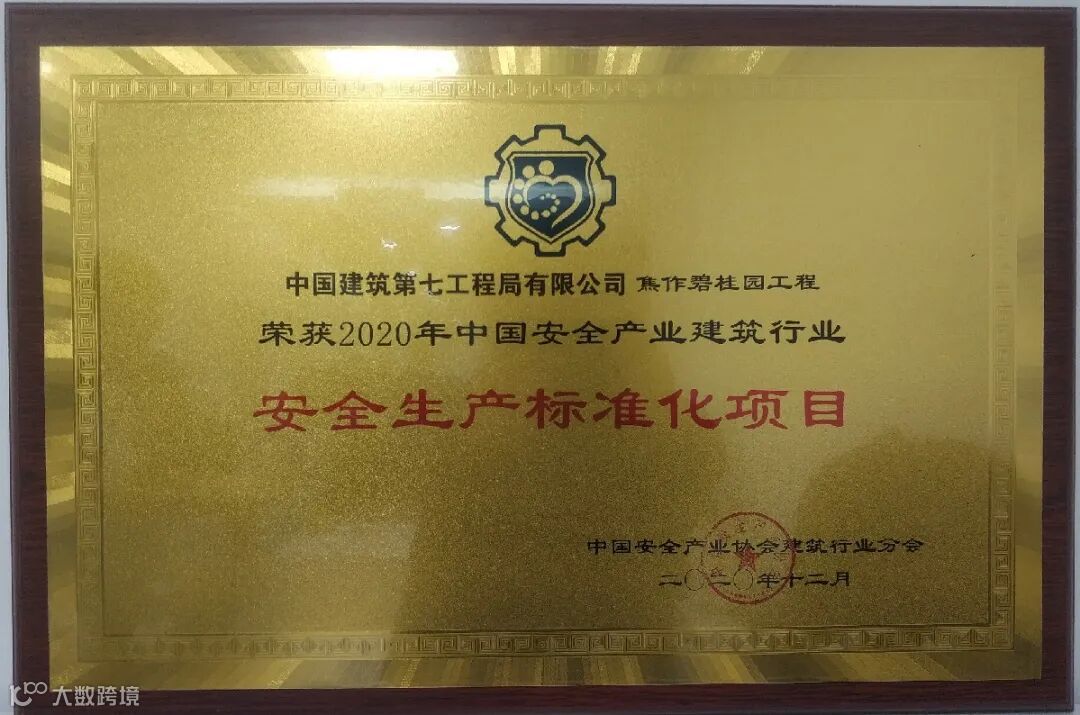 中国建筑第七工程局有限公司 焦作碧桂园工程
荣获2020年中国安全产业建筑行业
安全生产标准化项目
中国安全产业协会建筑行业分会
二〇二〇年十二月
大数跨境